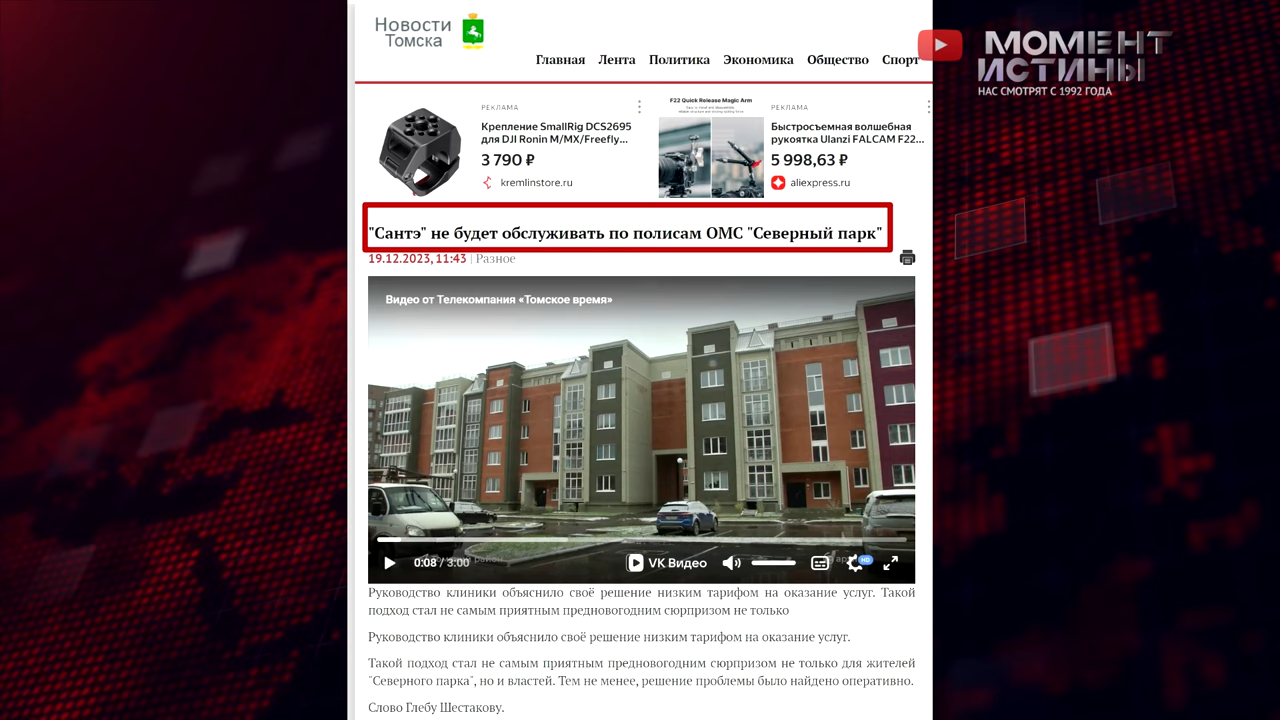 Новости
Томска
Главная Лента Политика Экономика Общество Спорт
МОМЕНТ
ИСТИНЫ
НАС СМОТРЯТ С 1992 ГОДА
РЕКЛАМА
Крепление SmallRig DCS2695
для DJI Ronin M/MX/Freefly...
3 790 ₽
kremlinstore.ru
F22 Quick Release Magic Arm
РЕКЛАМА
Быстросъемная волшебная
рукоятка Ulanzi FALCAM F22...
5 998,63 ₽
aliexpress.ru
"Сантэ" не будет обслуживать по полисам ОМС "Северный парк"
19.12.2023, 11:43 | Разное
Видео от Телекомпания «Томское время»
0:08 / 3:00
VK Видео
HD
Руководство клиники объяснило своё решение низким тарифом на оказание услуг. Такой
подход стал не самым приятным предновогодним сюрпризом не только
Руководство клиники объяснило своё решение низким тарифом на оказание услуг.
Такой подход стал не самым приятным предновогодним сюрпризом не только для жителей
"Северного парка", но и властей. Тем не менее, решение проблемы было найдено оперативно.
Слово Глебу Шестакову.